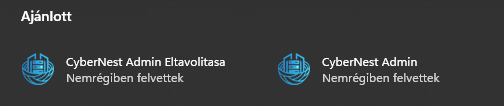 Ajánlott
CyberNest Admin Eltavolitasa
Nemrégiben felvettek
CyberNest Admin
Nemrégiben felvettek